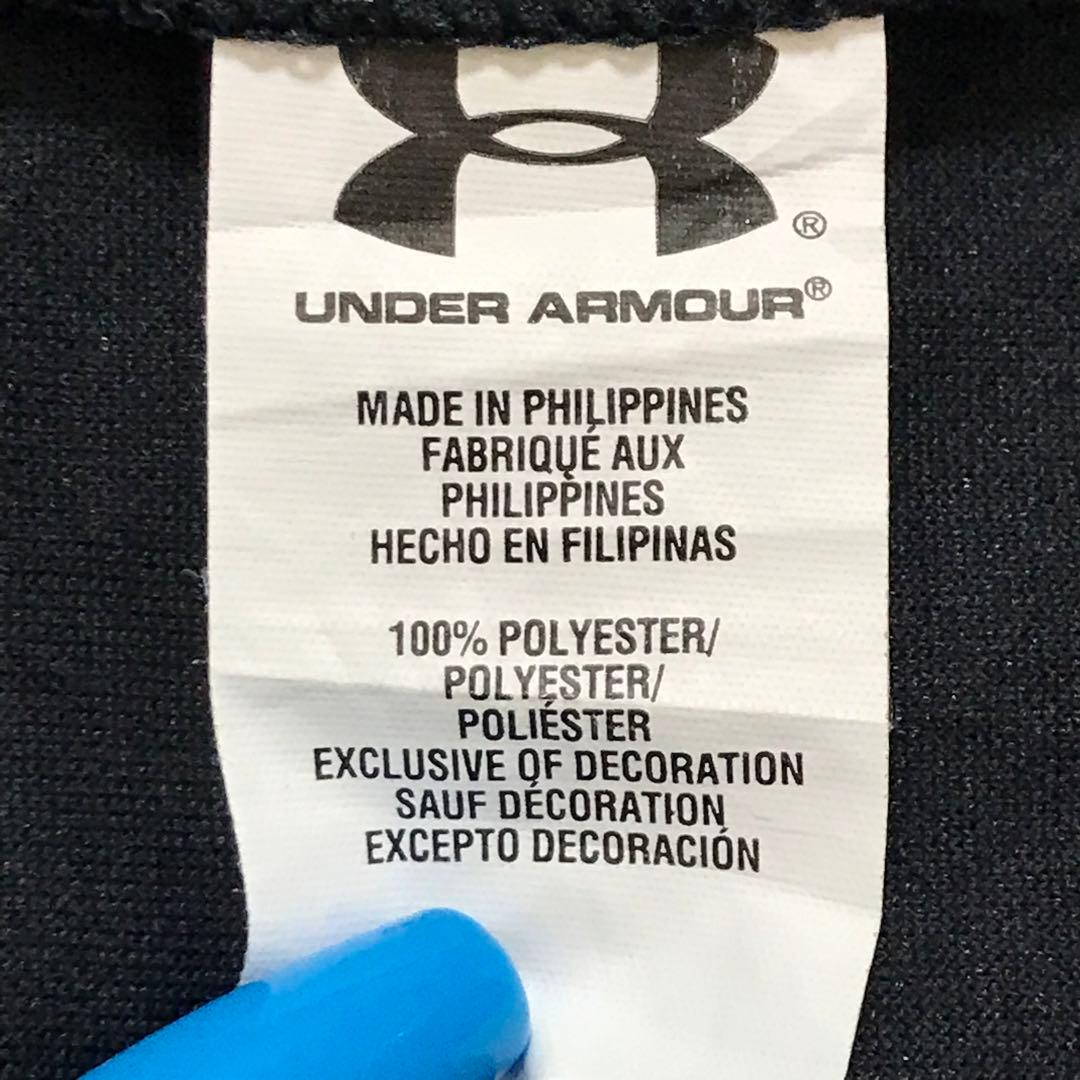 ®
UNDER ARMOUR®
MADE IN PHILIPPINES
FABRIQUÉ AUX
PHILIPPINES
HECHO EN FILIPINAS
100% POLYESTER/
POLYESTER/
POLIÉSTER
EXCLUSIVE OF DECORATION
SAUF DÉCORATION
EXCEPTO DECORACIÓN